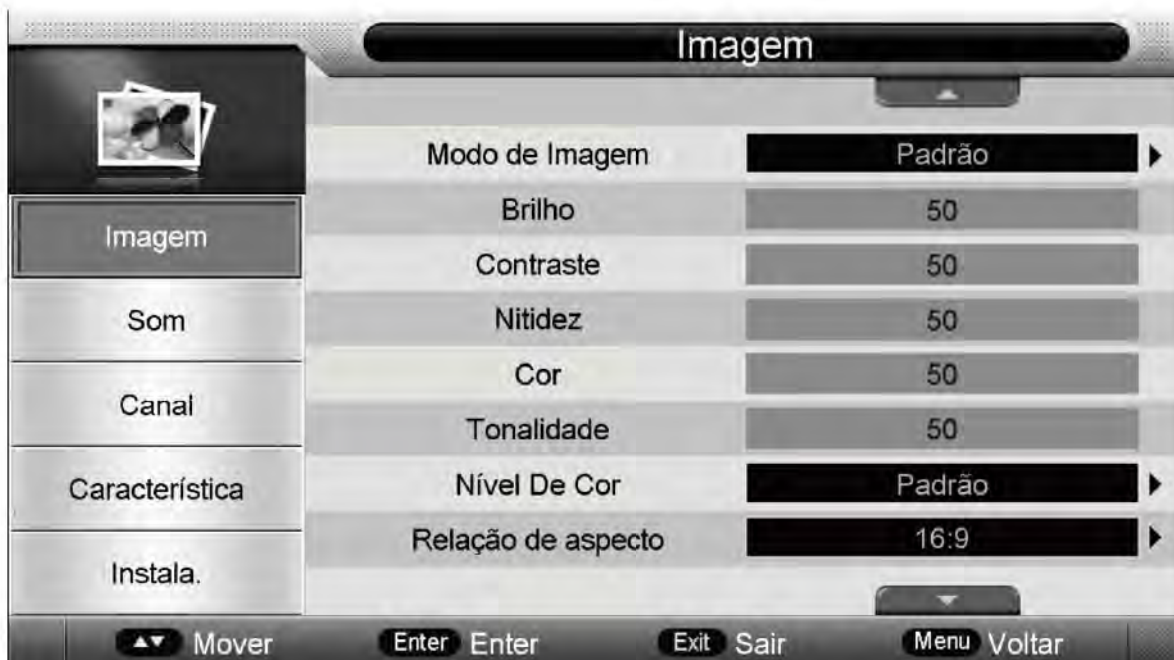 Imagem
Imagem
Som
Canal
Característica
Instala.
Modo de Imagem Padrão
Brilho 50
Contraste 50
Nitidez 50
Cor 50
Tonalidade 50
Nível De Cor Padrão
Relação de aspecto 16:9
Mover Enter Enter Exit Sair Menu Voltar